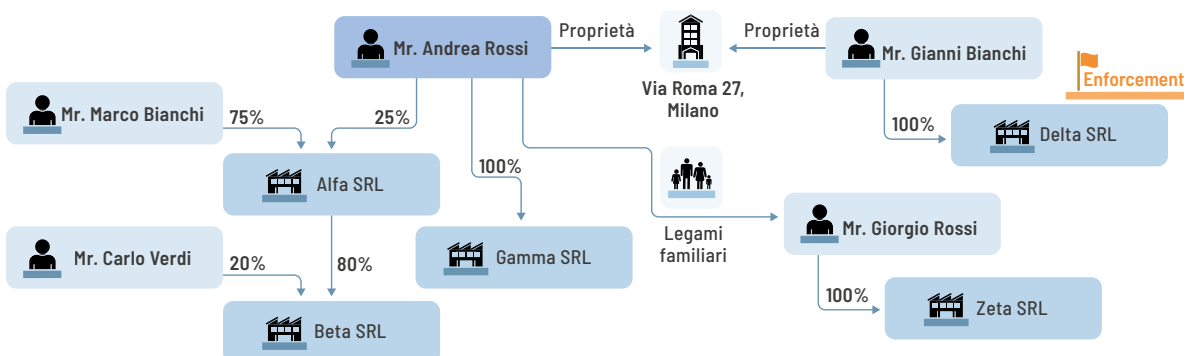 Mr. Andrea Rossi
Proprietà
Proprietà
Mr. Gianni Bianchi
Enforcement
Via Roma 27,
Milano
Mr. Marco Bianchi
75%
25%
100%
Delta SRL
Alfa SRL
100%
Mr. Carlo Verdi
20%
80%
Gamma SRL
Legami
familiari
Mr. Giorgio Rossi
100%
Beta SRL
Zeta SRL